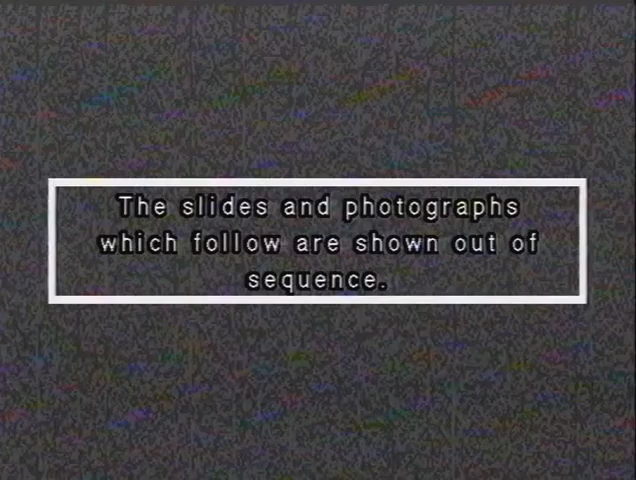 The slides and photographs
which follow are shown out of
sequence.